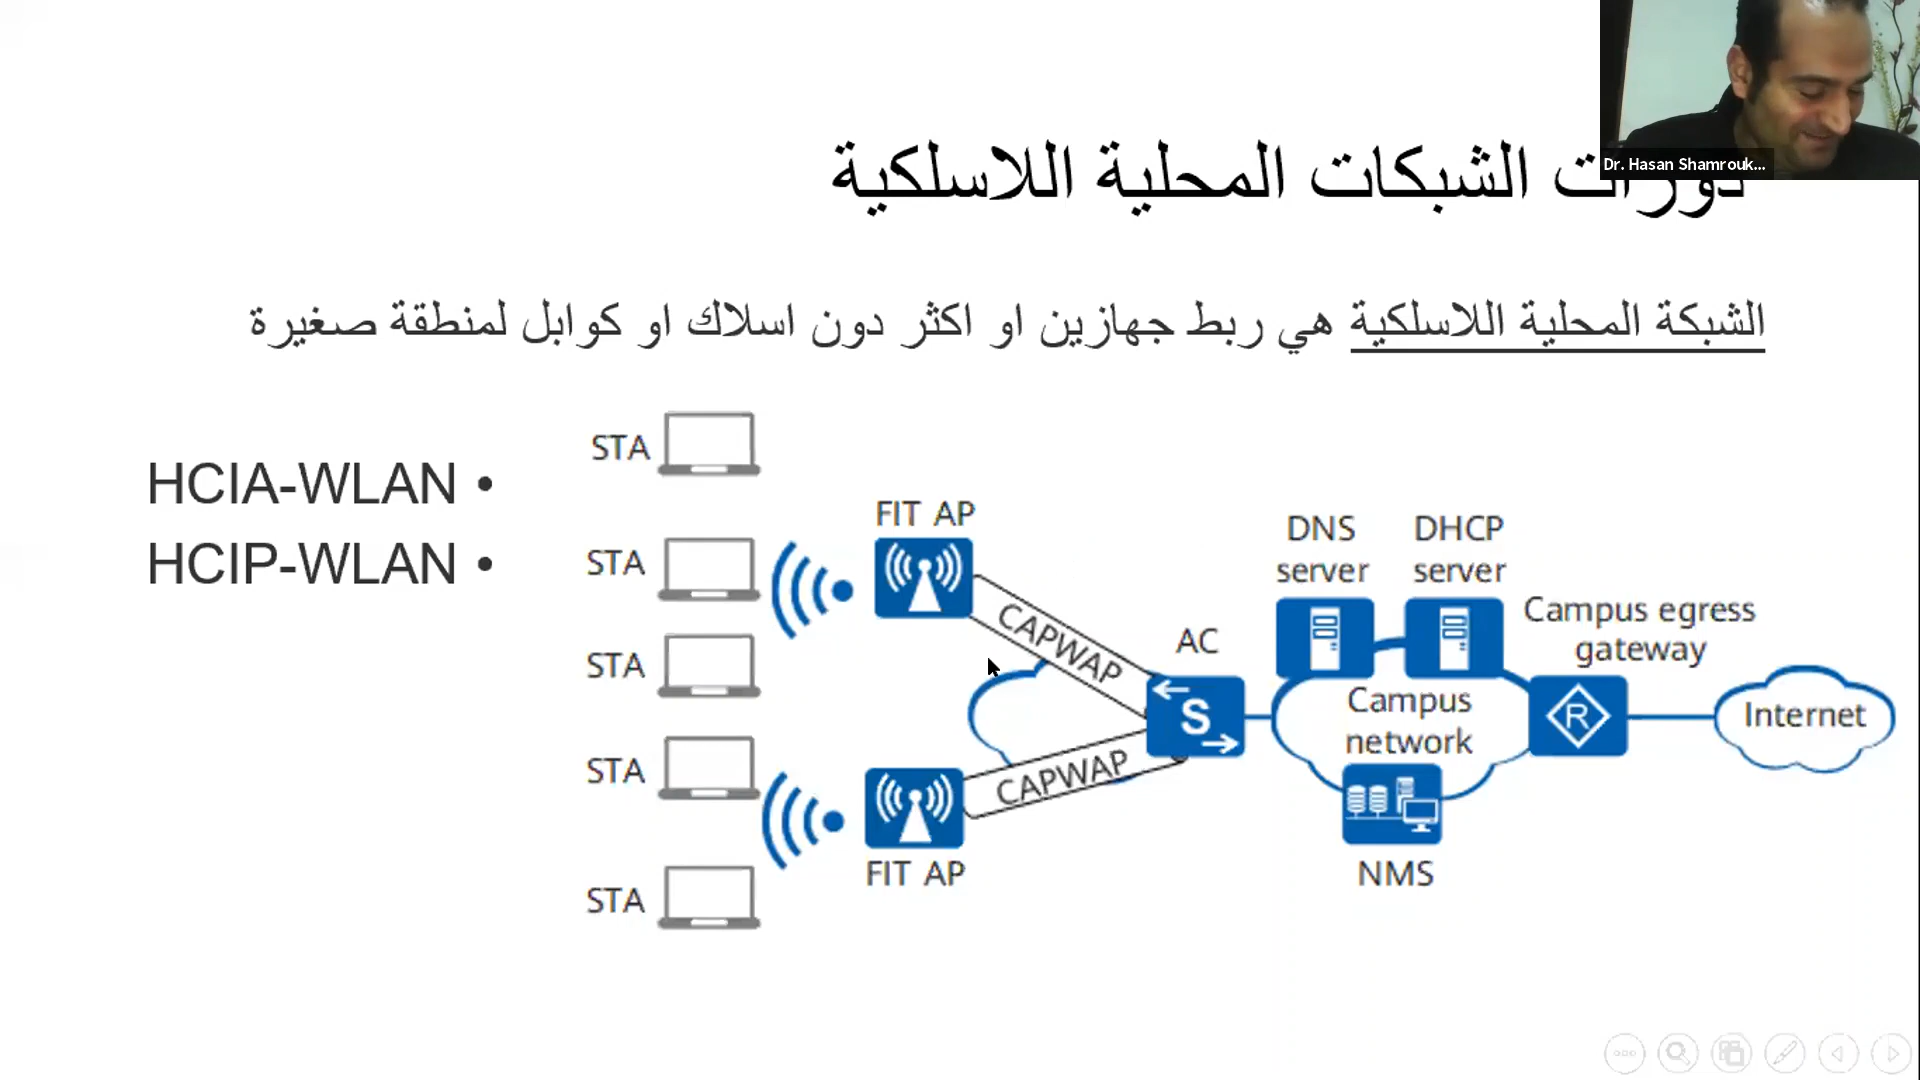 دورات الشبكات المحلية اللاسلكية
Dr. Hasan Shamrouk...
الشبكة المحلية اللاسلكية هي ربط جهازين او اكثر دون اسلاك او كوابل لمنطقة صغيرة
HCIA-WLAN •
HCIP-WLAN •
STA
STA
STA
STA
STA
FIT AP
CAPWAP
CAPWAP
FIT AP
AC
S
DNS server
DHCP server
Campus network
NMS
Campus egress gateway
R
Internet